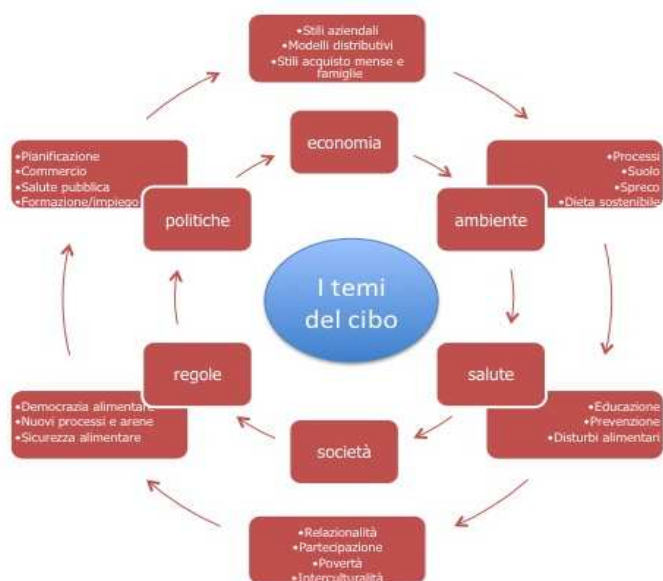 •Stili aziendali
•Modelli distributivi
•Stili acquisto mense e
famiglie
economia
•Processi
•Suolo
•Spreco
•Dieta sostenibile
ambiente
•Educazione
•Prevenzione
•Disturbi alimentari
salute
•Relazionalità
•Partecipazione
•Povertà
•Interculturalità
società
•Democrazia alimentare
•Nuovi processi e arene
•Sicurezza alimentare
regole
•Pianificazione
•Commercio
•Salute pubblica
•Formazione/impiego
politiche
I temi
del cibo